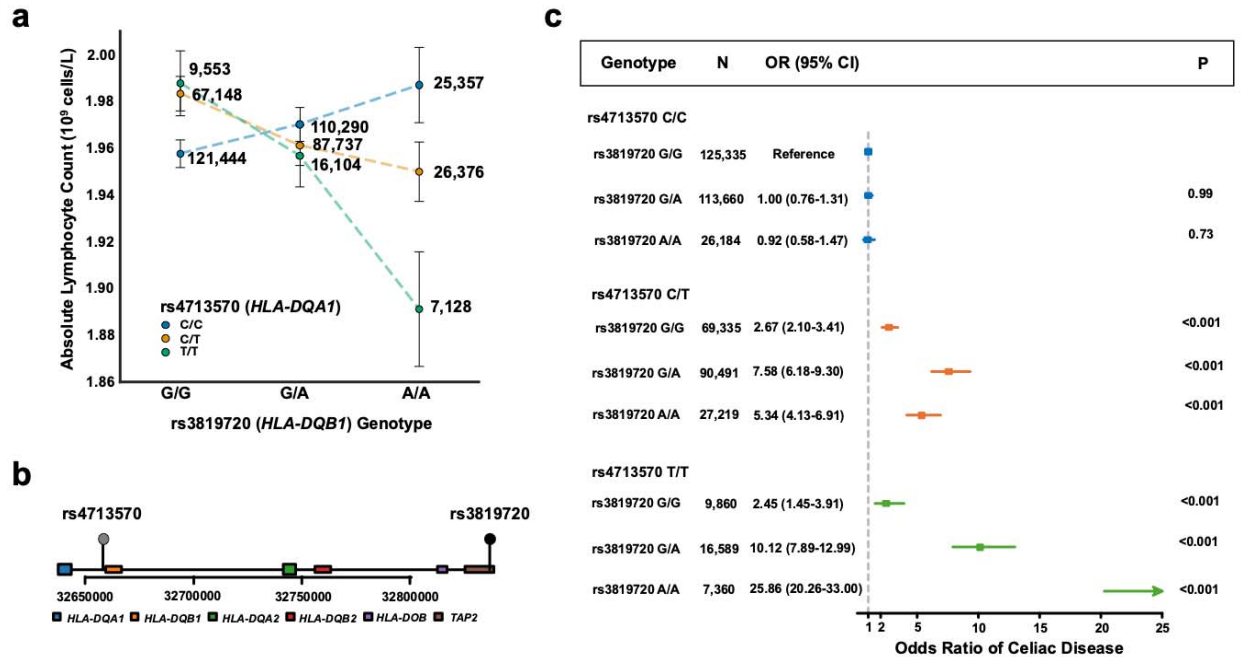 a
Absolute Lymphocyte Count (10⁹ cells/L)
2.00
1.98
1.96
1.94
1.92
1.90
1.88
1.86
9,553
67,148
121,444
110,290
87,737
16,104
25,357
26,376
7,128
rs4713570 (HLA-DQA1)
C/C
C/T
T/T
G/G G/A A/A
rs3819720 (HLA-DQB1) Genotype
b
rs4713570 rs3819720
32650000 32700000 32750000 32800000
HLA-DQA1 HLA-DQB1 HLA-DQA2 HLA-DQB2 HLA-DOB TAP2
c
Genotype N OR (95% CI) P
rs4713570 C/C
rs3819720 G/G 125,335 Reference
rs3819720 G/A 113,660 1.00 (0.76-1.31) 0.99
rs3819720 A/A 26,184 0.92 (0.58-1.47) 0.73
rs4713570 C/T
rs3819720 G/G 69,335 2.67 (2.10-3.41) <0.001
rs3819720 G/A 90,491 7.58 (6.18-9.30) <0.001
rs3819720 A/A 27,219 5.34 (4.13-6.91) <0.001
rs4713570 T/T
rs3819720 G/G 9,860 2.45 (1.45-3.91) <0.001
rs3819720 G/A 16,589 10.12 (7.89-12.99) <0.001
rs3819720 A/A 7,360 25.86 (20.26-33.00) <0.001
1 2 5 10 15 20 25
Odds Ratio of Celiac Disease